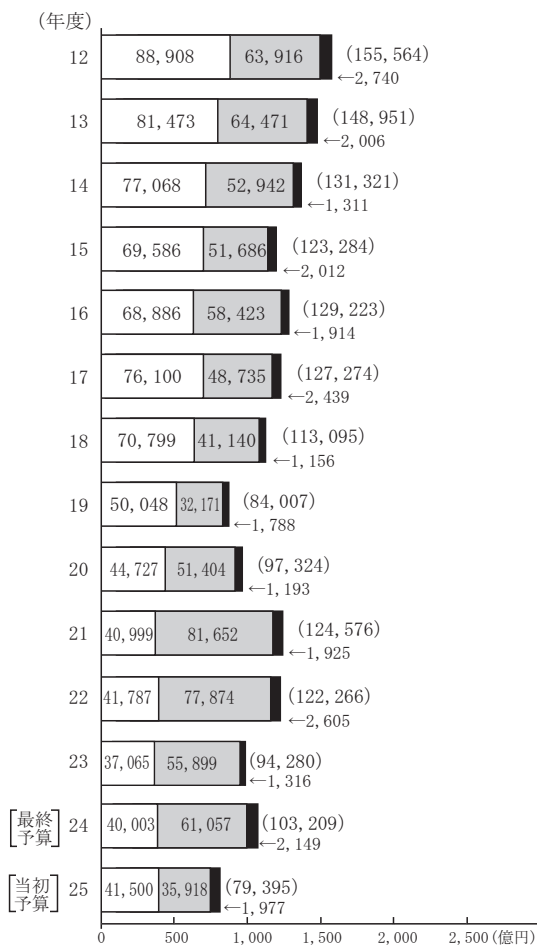 （年度）
12 88,908 63,916 (155,564)
←2,740
13 81,473 64,471 (148,951)
←2,006
14 77,068 52,942 (131,321)
←1,311
15 69,586 51,686 (123,284)
←2,012
16 68,886 58,423 (129,223)
←1,914
17 76,100 48,735 (127,274)
←2,439
18 70,799 41,140 (113,095)
←1,156
19 50,048 32,171 (84,007)
←1,788
20 44,727 51,404 (97,324)
←1,193
21 40,999 81,652 (124,576)
←1,925
22 41,787 77,874 (122,266)
←2,605
23 37,065 55,899 (94,280)
←1,316
[最終
予算] 24 40,003 61,057 (103,209)
←2,149
[当初
予算] 25 41,500 35,918 (79,395)
←1,977
0 500 1,000 1,500 2,000 2,500 (億円)